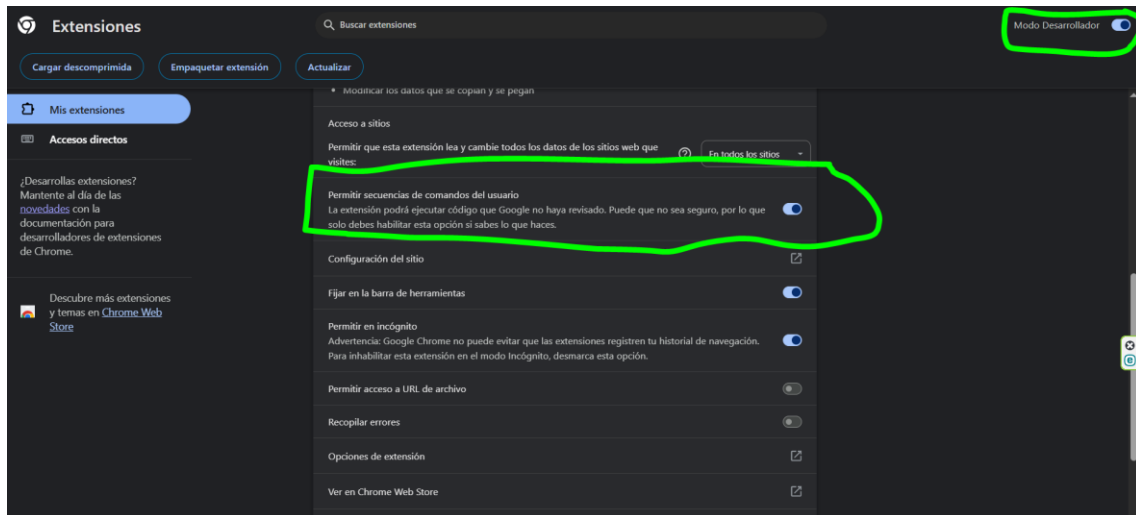 Extensiones
Buscar extensiones
Modo Desarrollador
Cargar descomprimida
Empaquetar extensión
Actualizar
Mis extensiones
Accesos directos
¿Desarrollas extensiones?
Mantente al día de las
novedades con la
documentación para
desarrolladores de extensiones
de Chrome.
Descubre más extensiones
y temas en Chrome Web
Store
• Modificar los datos que se copian y se pegan
Acceso a sitios
Permitir que esta extensión lea y cambie todos los datos de los sitios web que
visites:
En todos los sitios
Permitir secuencias de comandos del usuario
La extensión podrá ejecutar código que Google no haya revisado. Puede que no sea seguro, por lo que
solo debes habilitar esta opción si sabes lo que haces.
Configuración del sitio
Fijar en la barra de herramientas
Permitir en incógnito
Advertencia: Google Chrome no puede evitar que las extensiones registren tu historial de navegación.
Para inhabilitar esta extensión en el modo Incógnito, desmarca esta opción.
Permitir acceso a URL de archivo
Recopilar errores
Opciones de extensión
Ver en Chrome Web Store